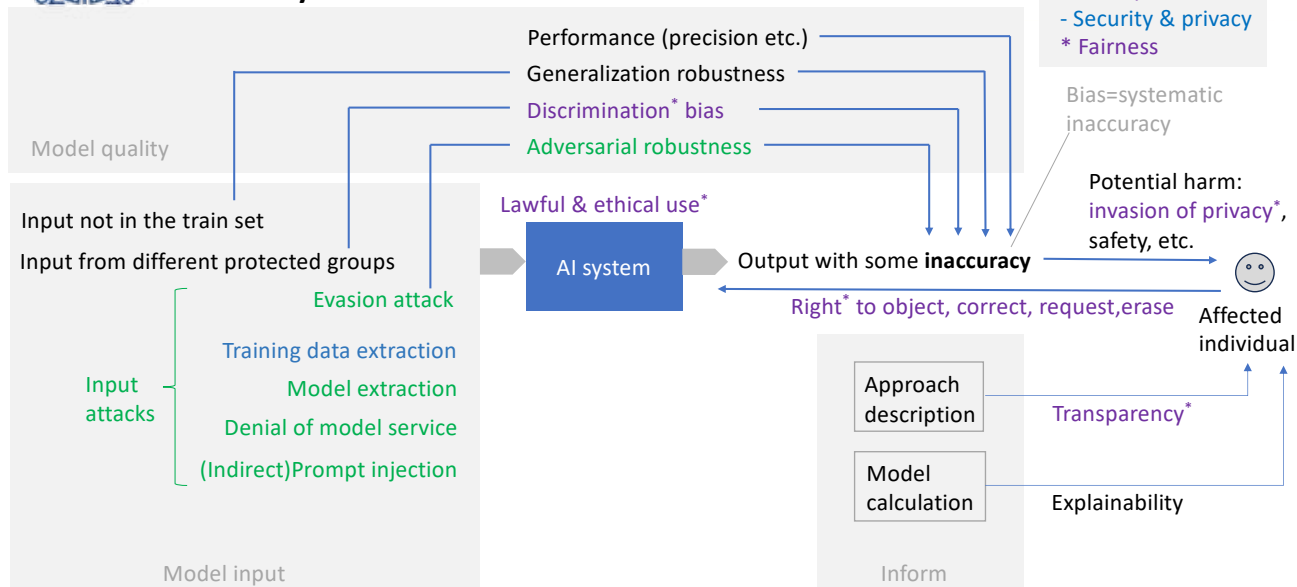 - Security & privacy
* Fairness
Performance (precision etc.)
Generalization robustness
Discrimination* bias
Adversarial robustness
Model quality
Bias=systematic
inaccuracy
Input not in the train set
Input from different protected groups
Evasion attack
Training data extraction
Model extraction
Denial of model service
(Indirect)Prompt injection
Input
attacks
Model input
Lawful & ethical use*
AI system
Output with some inaccuracy
Potential harm:
invasion of privacy*,
safety, etc.
Right* to object, correct, request,erase
Affected
individual
Approach
description
Transparency*
Model
calculation
Explainability
Inform